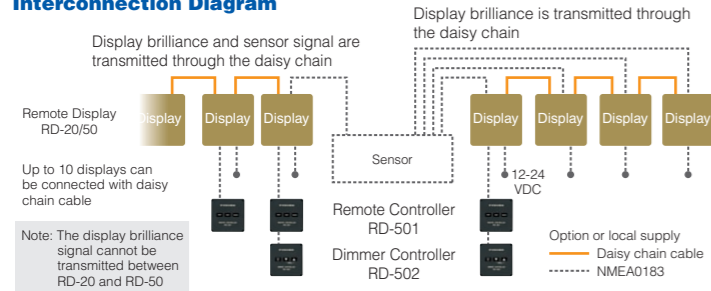 Interconnection Diagram
Display brilliance is transmitted through
the daisy chain
Display brilliance and sensor signal are
transmitted through the daisy chain
Remote Display
RD-20/50
Display Display Display
Display Display Display Display
Sensor
12-24
VDC
Up to 10 displays can
be connected with daisy
chain cable
Remote Controller
RD-501
Dimmer Controller
RD-502
Note: The display brilliance
signal cannot be
transmitted between
RD-20 and RD-50
Option or local supply
Daisy chain cable
NMEA0183